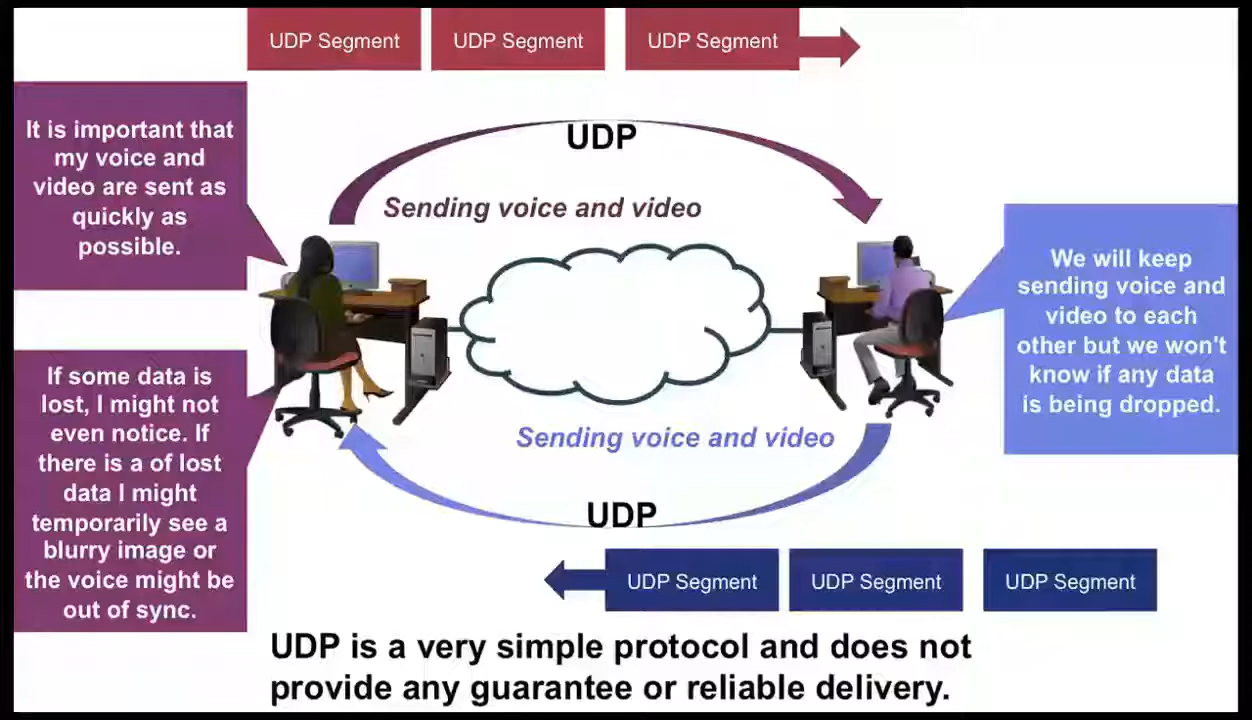 UDP Segment
UDP Segment
UDP Segment
It is important that
my voice and
video are sent as
quickly as
possible.
UDP
Sending voice and video
We will keep
sending voice and
video to each
other but we won't
know if any data
is being dropped.
If some data is
lost, I might not
even notice. If
there is a of lost
data I might
temporarily see a
blurry image or
the voice might be
out of sync.
Sending voice and video
UDP
UDP Segment
UDP Segment
UDP Segment
UDP is a very simple protocol and does not
provide any guarantee or reliable delivery.